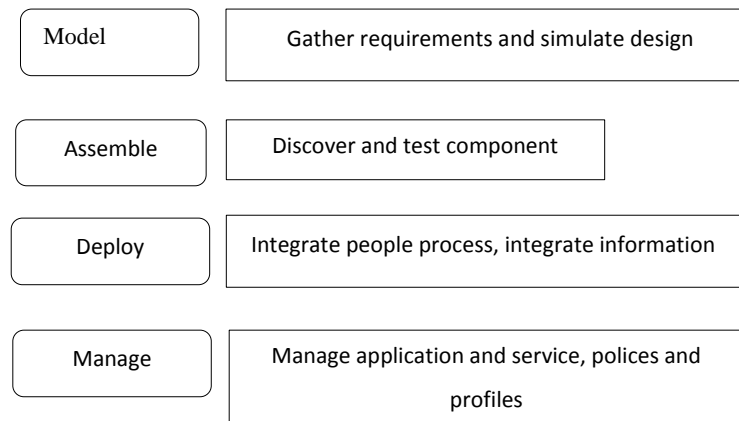 Model
Gather requirements and simulate design
Assemble
Discover and test component
Deploy
Integrate people process, integrate information
Manage
Manage application and service, polices and
profiles